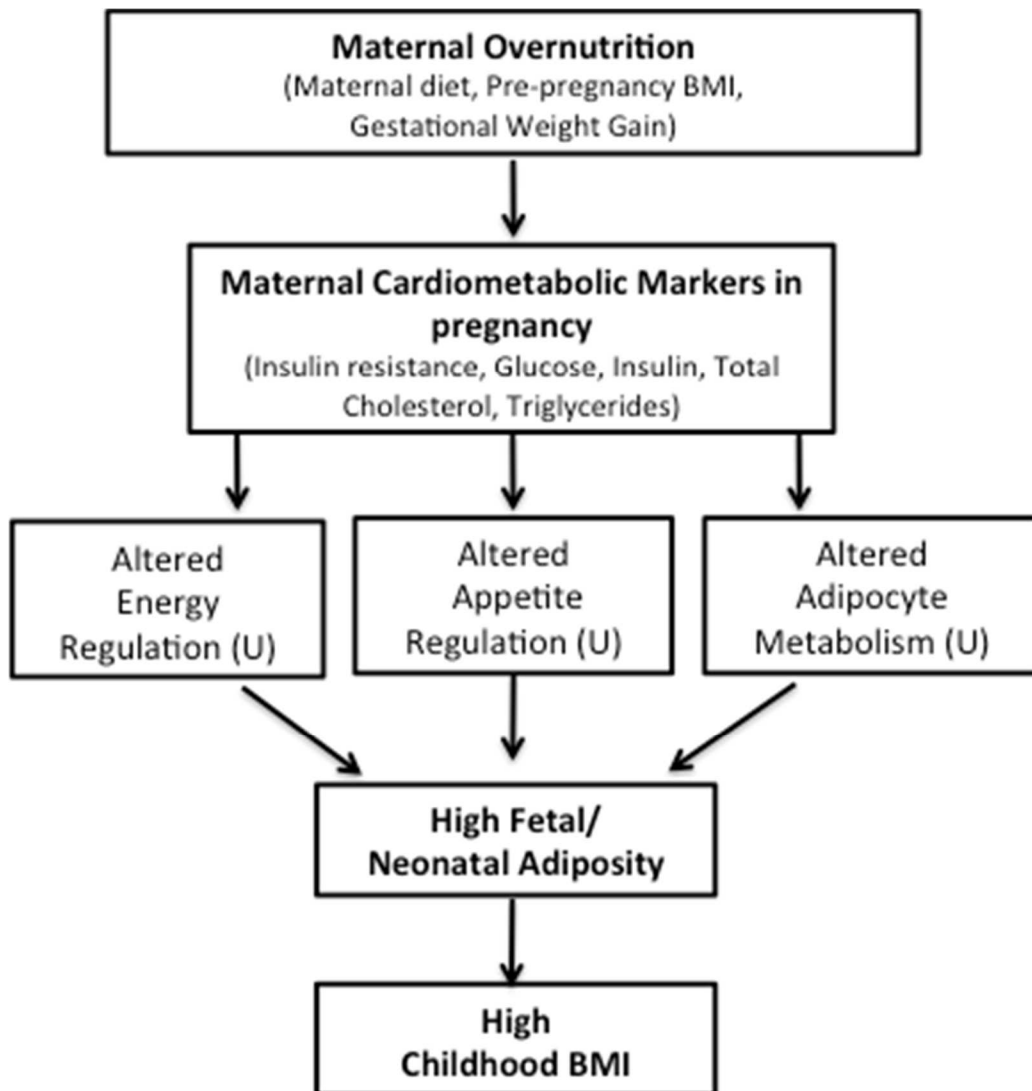 Maternal Overnutrition
(Maternal diet, Pre-pregnancy BMI,
Gestational Weight Gain)
Maternal Cardiometabolic Markers in
pregnancy
(Insulin resistance, Glucose, Insulin, Total
Cholesterol, Triglycerides)
Altered
Energy
Regulation (U)
Altered
Appetite
Regulation (U)
Altered
Adipocyte
Metabolism (U)
High Fetal/
Neonatal Adiposity
High
Childhood BMI